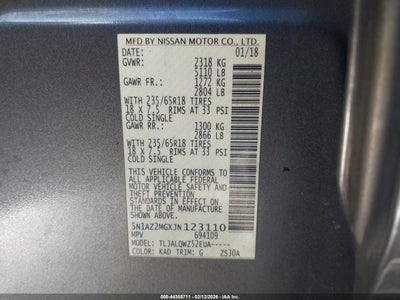 MFD BY NISSAN MOTOR CO., LTD.
DATE: 01/18
GVWR: 2318 KG
5110 LB
GAWR FR.: 1272 KG
2804 LB
WITH 235/65R18 TIRES
18 X 7.5 RIMS AT 33 PSI
COLD SINGLE
GAWR RR.: 1300 KG
2866 LB
WITH 235/65R18 TIRES
18 X 7.5 RIMS AT 33 PSI
COLD SINGLE
THIS VEHICLE CONFORMS TO
ALL APPLICABLE FEDERAL
MOTOR VEHICLE SAFETY AND
THEFT PREVENTION STANDARDS
IN EFFECT ON THE DATE
OF MANUFACTURE SHOWN ABOVE.
5N1AZ2MGXJN123110
MPV 694109
MODEL: TLJALQWZ52EUA-----
COLOR: KAD TRIM: G Z530A
000-44358711 - 02/12/2026 - IAA Inc.